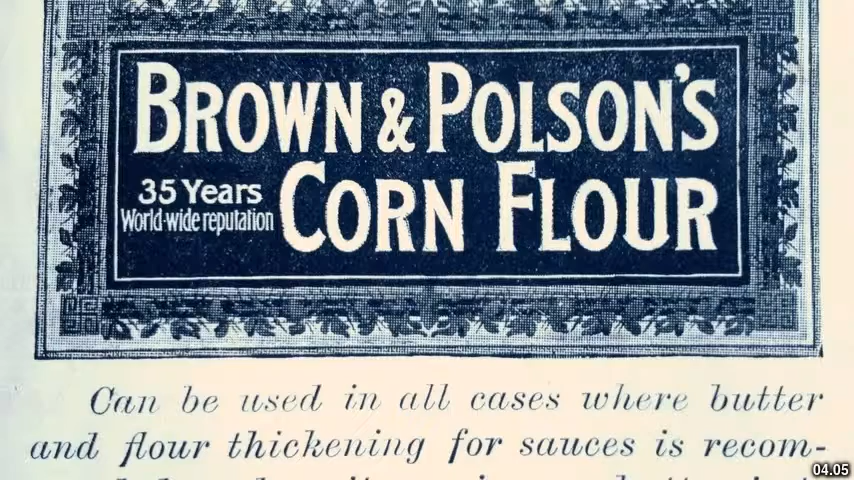 BROWN & POLSON'S
35 Years
World-wide reputation
CORN FLOUR
Can be used in all cases where butter
and flour thickening for sauces is recom-
04.05